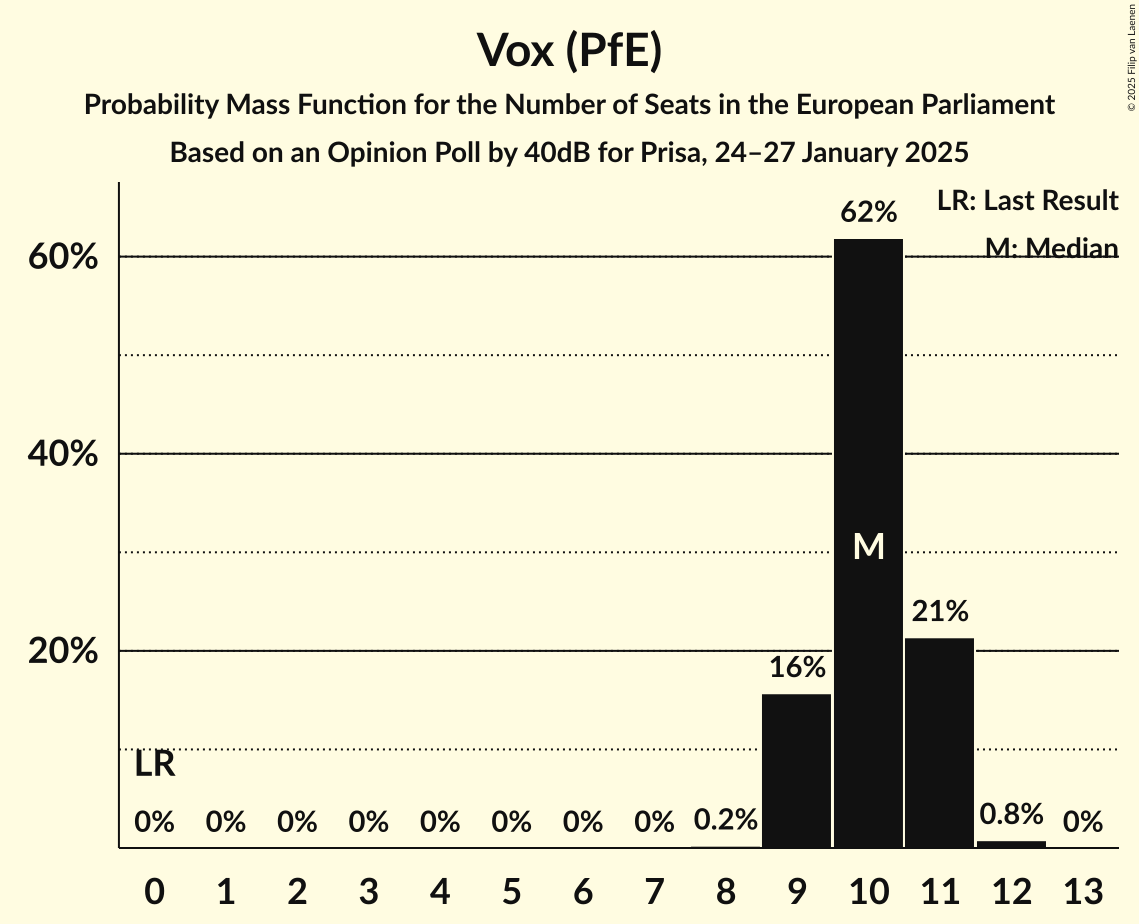 Vox (PfE)
Probability Mass Function for the Number of Seats in the European Parliament
Based on an Opinion Poll by 40dB for Prisa, 24–27 January 2025
© 2025 Filip van Laenen
LR: Last Result
M: Median
60%
40%
20%
62%
M
21%
16%
LR
0% 0% 0% 0% 0% 0% 0% 0% 0.2% 0.8% 0%
0 1 2 3 4 5 6 7 8 9 10 11 12 13